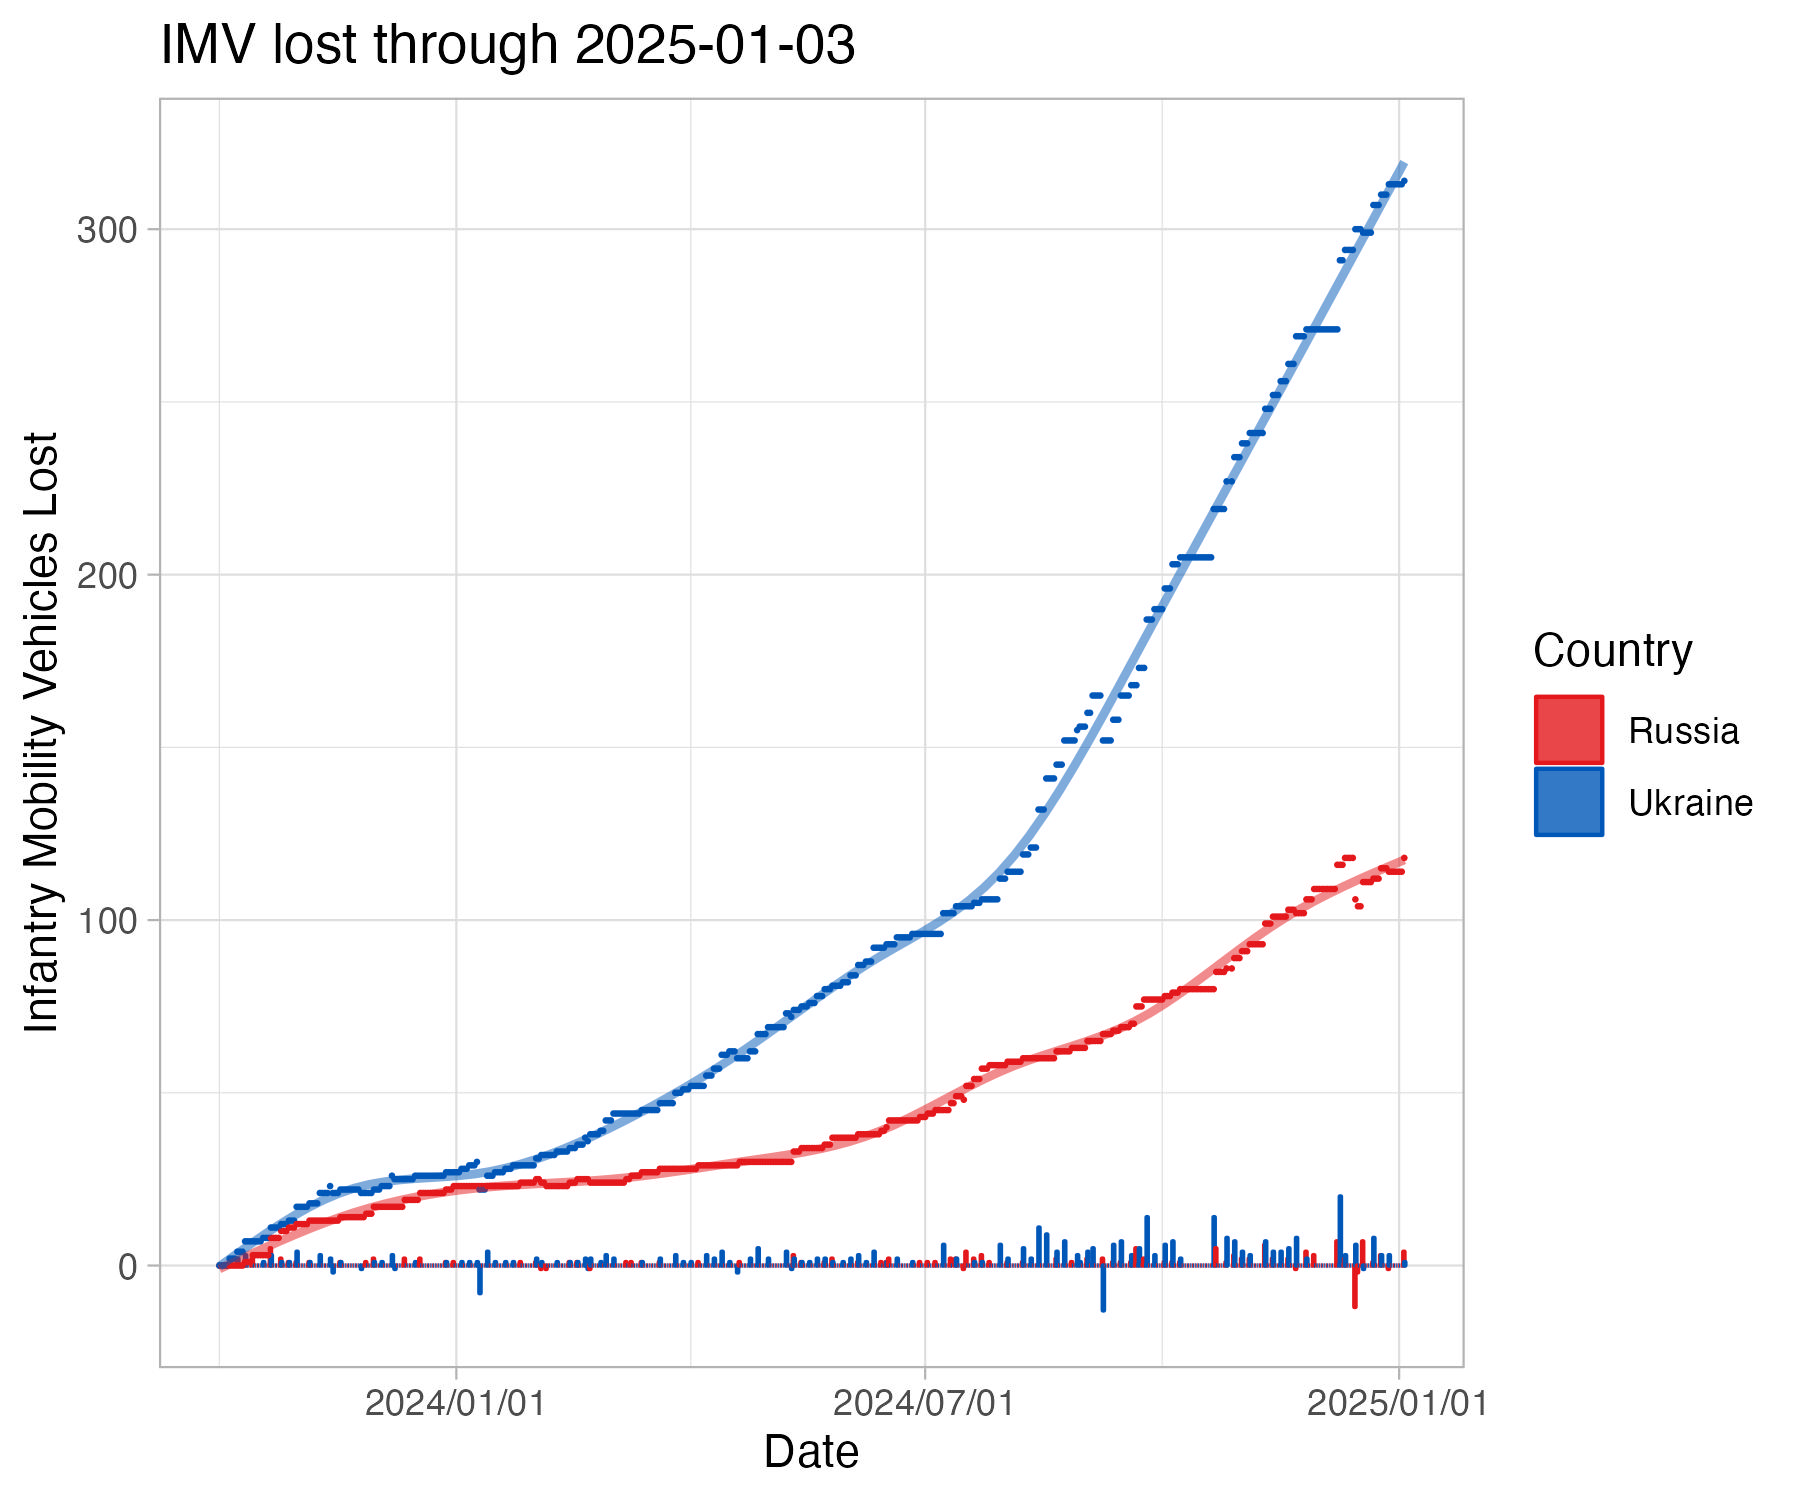 IMV lost through 2025-01-03
Infantry Mobility Vehicles Lost
300
200
100
0
2024/01/01
2024/07/01
2025/01/01
Date
Country
Russia
Ukraine